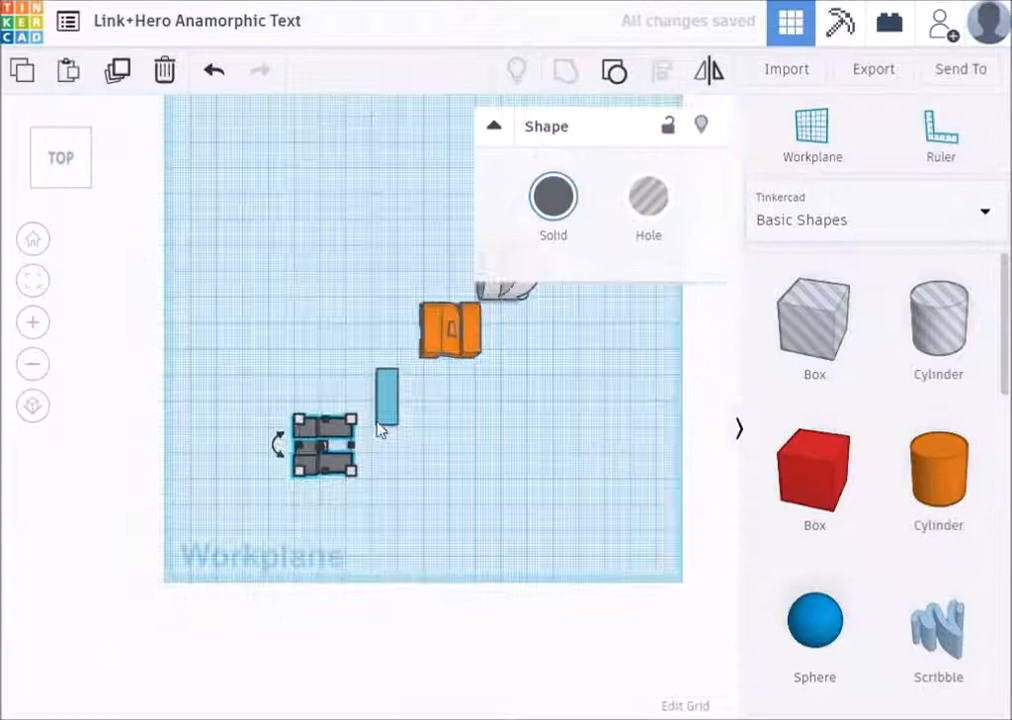 TIN
KER
CAD
Link+Hero Anamorphic Text
All changes saved
Import
Export
Send To
TOP
Shape
Solid
Hole
Workplane
Ruler
Tinkercad
Basic Shapes
Box
Cylinder
Box
Cylinder
Sphere
Scribble
Workplane
Edit Grid